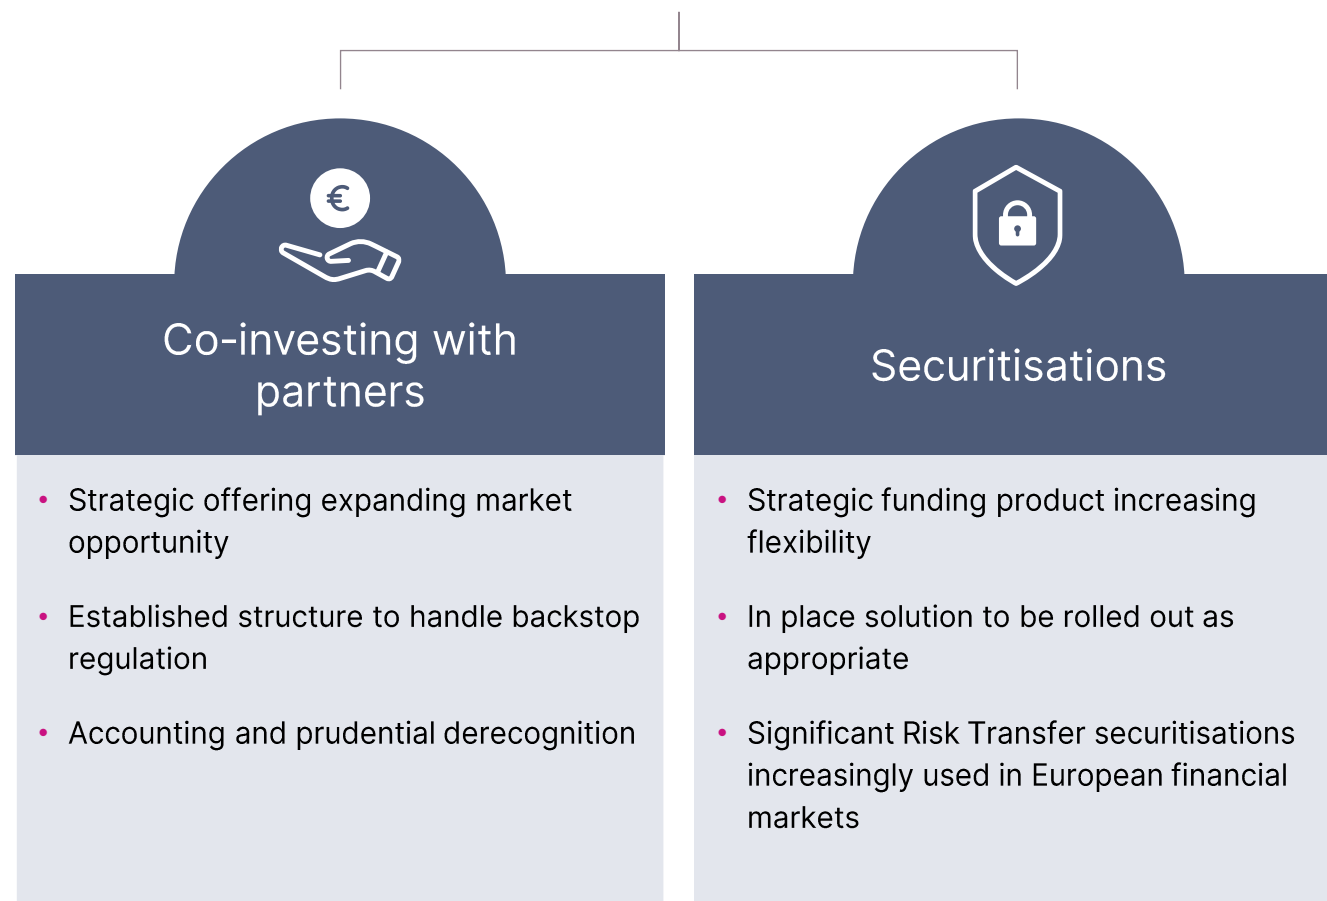 €
Co-investing with
partners
• Strategic offering expanding market
opportunity
• Established structure to handle backstop
regulation
• Accounting and prudential derecognition
Securitisations
• Strategic funding product increasing
flexibility
• In place solution to be rolled out as
appropriate
• Significant Risk Transfer securitisations
increasingly used in European financial
markets